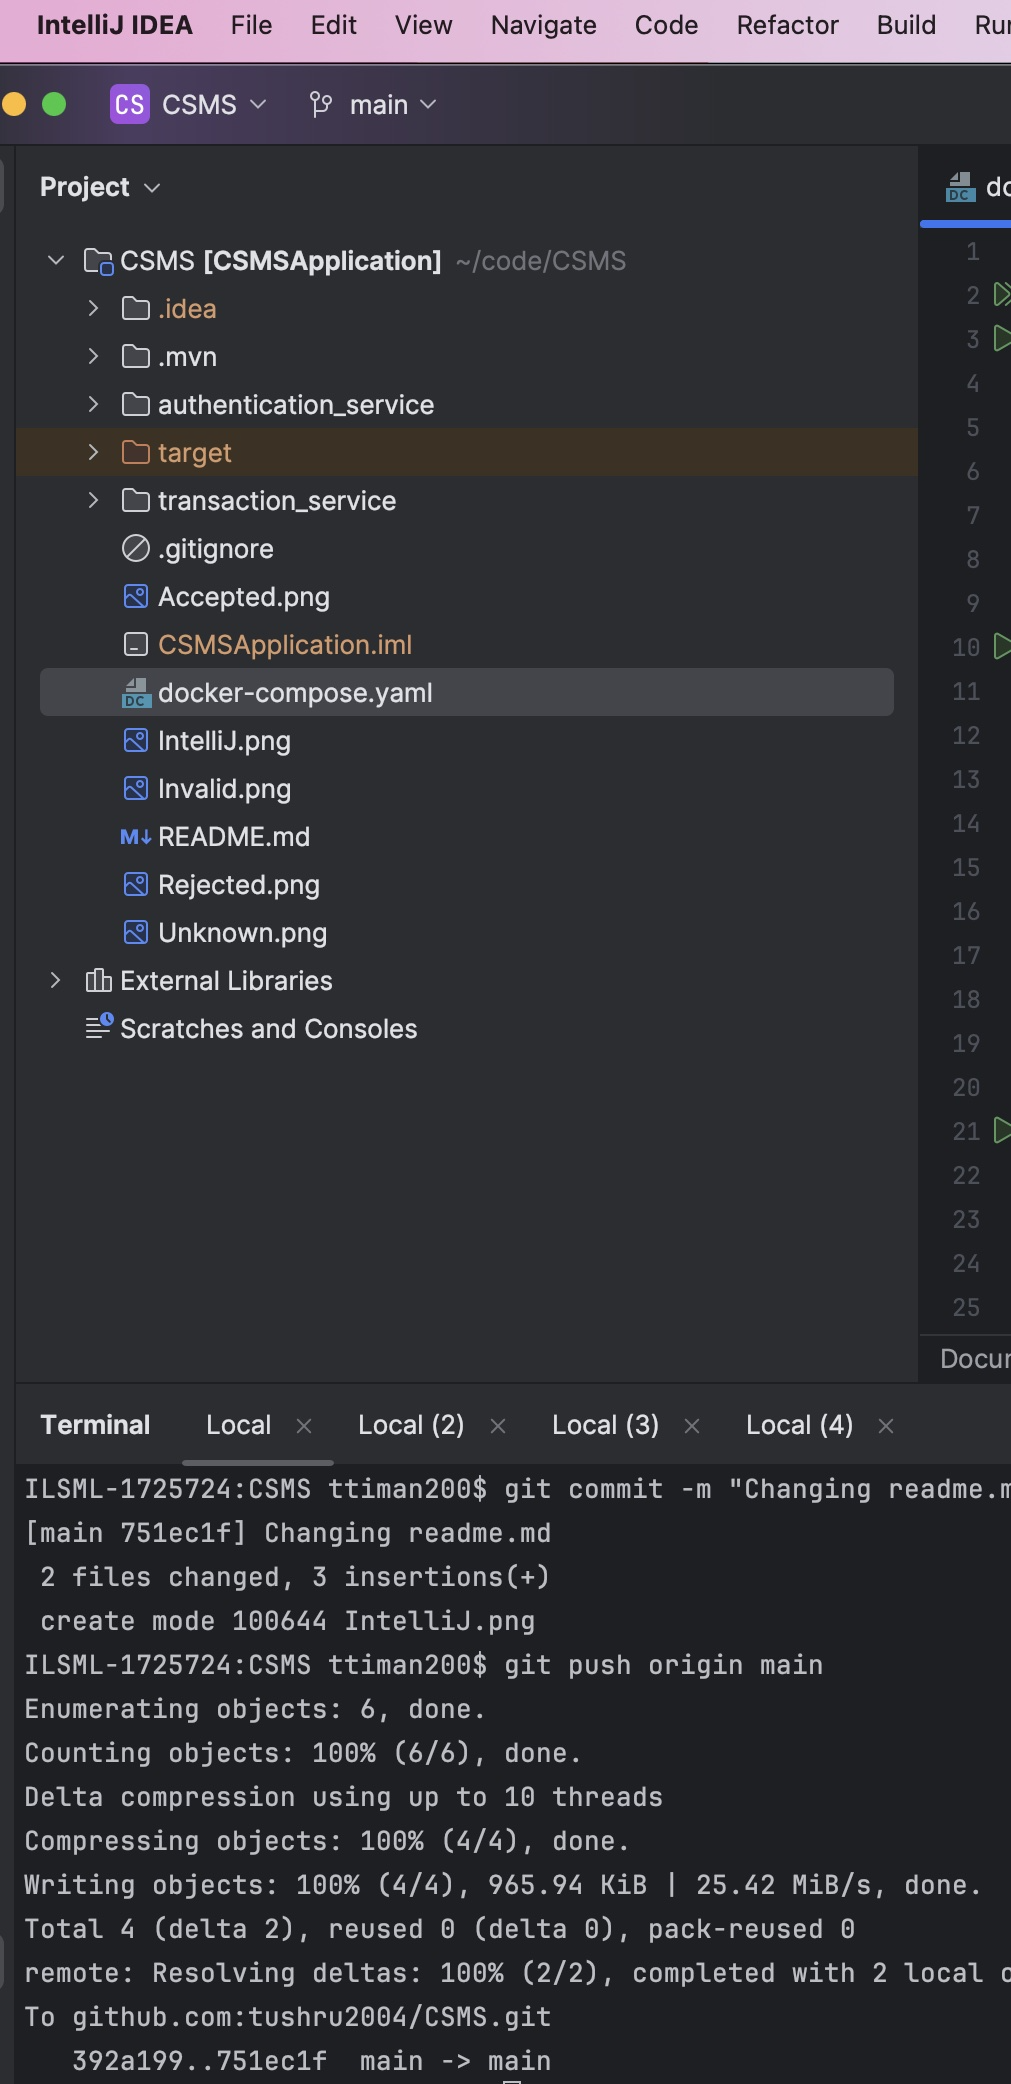 IntelliJ IDEA File Edit View Navigate Code Refactor Build Run
CS CSMS main
Project
CSMS [CSMSApplication] ~/code/CSMS
.idea
.mvn
authentication_service
target
transaction_service
.gitignore
Accepted.png
CSMSApplication.iml
DC docker-compose.yaml
IntelliJ.png
Invalid.png
M↓ README.md
Rejected.png
Unknown.png
External Libraries
Scratches and Consoles
DC do
1
2
3
4
5
6
7
8
9
10
11
12
13
14
15
16
17
18
19
20
21
22
23
24
25
Docu
Terminal Local Local (2) Local (3) Local (4)
ILSML-1725724:CSMS ttiman200$ git commit -m "Changing readme.m
[main 751ec1f] Changing readme.md
2 files changed, 3 insertions(+)
create mode 100644 IntelliJ.png
ILSML-1725724:CSMS ttiman200$ git push origin main
Enumerating objects: 6, done.
Counting objects: 100% (6/6), done.
Delta compression using up to 10 threads
Compressing objects: 100% (4/4), done.
Writing objects: 100% (4/4), 965.94 KiB | 25.42 MiB/s, done.
Total 4 (delta 2), reused 0 (delta 0), pack-reused 0
remote: Resolving deltas: 100% (2/2), completed with 2 local
To github.com:tushru2004/CSMS.git
392a199..751ec1f main -> main